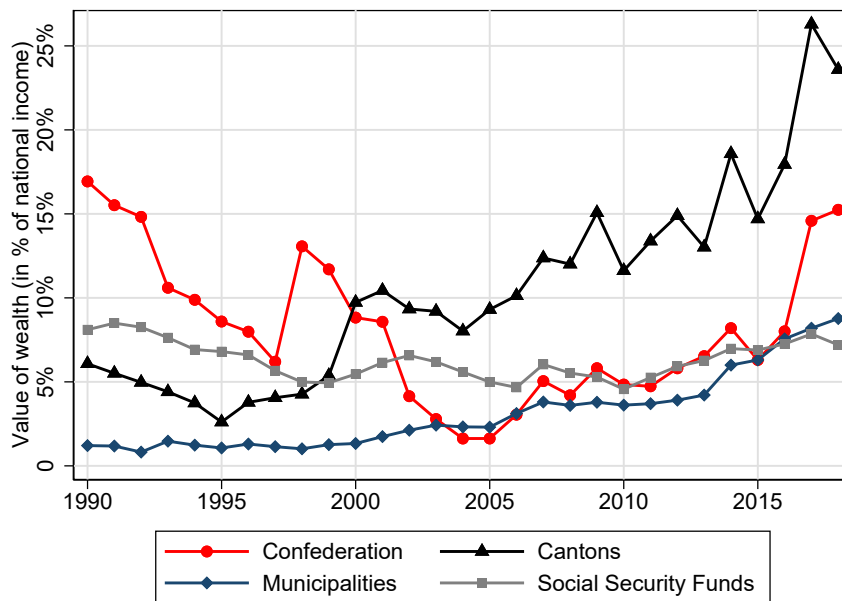 Value of wealth (in % of national income)
25%
20%
15%
10%
5%
0
1990 1995 2000 2005 2010 2015
Confederation Cantons
Municipalities Social Security Funds